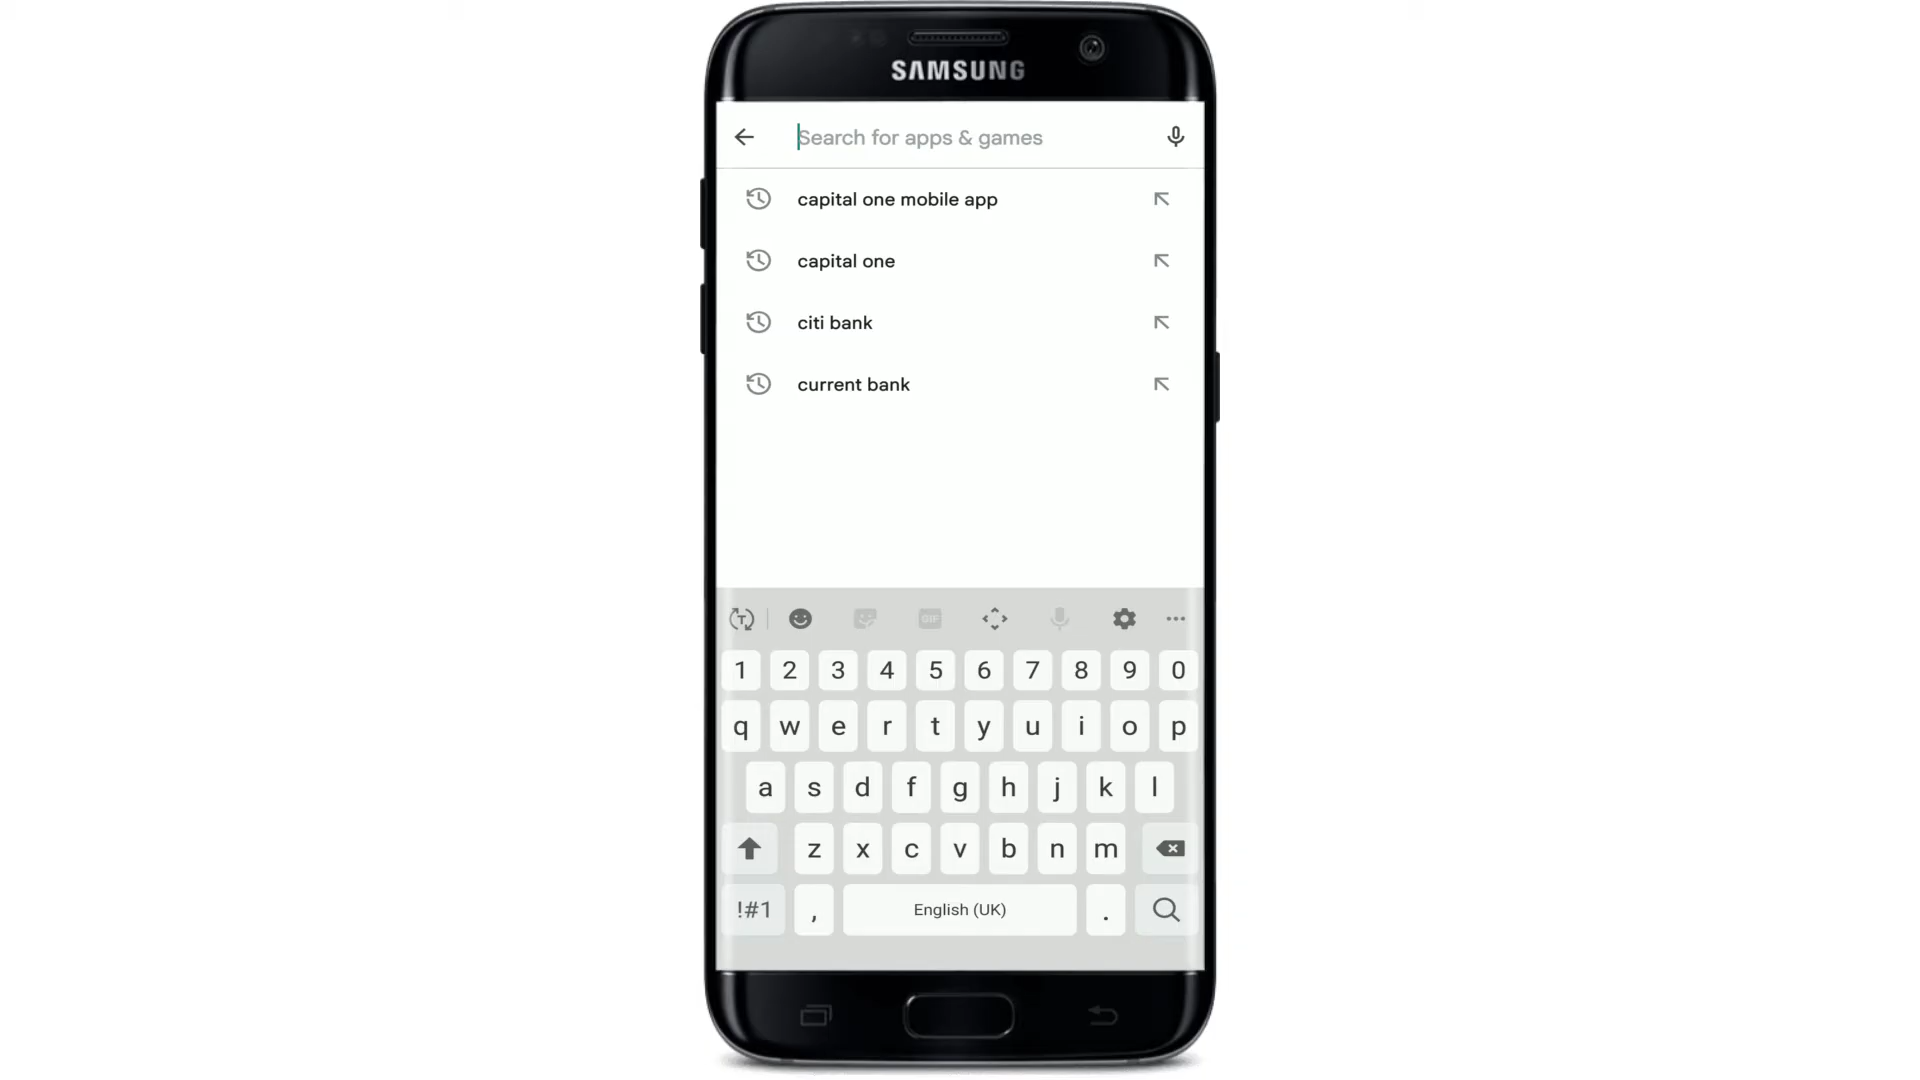 SAMSUNG
Search for apps & games
capital one mobile app
capital one
citi bank
current bank
GIF
1 2 3 4 5 6 7 8 9 0
q w e r t y u i o p
a s d f g h j k l
z x c v b n m
!#1 , English (UK) .